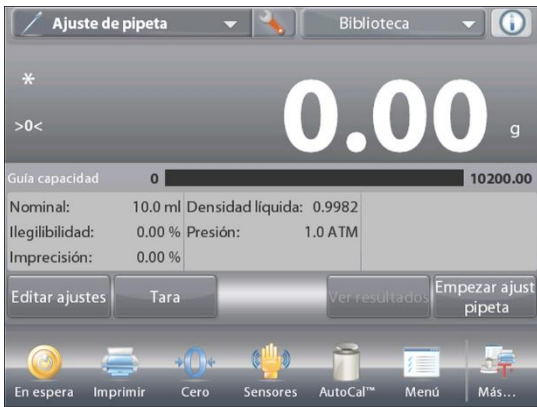 Ajuste de pipeta
Biblioteca
*
>0<
0.00 g
Guía capacidad 0 10200.00
Nominal: 10.0 ml Densidad líquida: 0.9982
Ilegilibilidad: 0.00 % Presión: 1.0 ATM
Imprecisión: 0.00 %
Editar ajustes
Tara
Ver resultados
Empezar ajust
pipeta
En espera
Imprimir
Cero
Sensores
AutoCal™
Menú
Más...